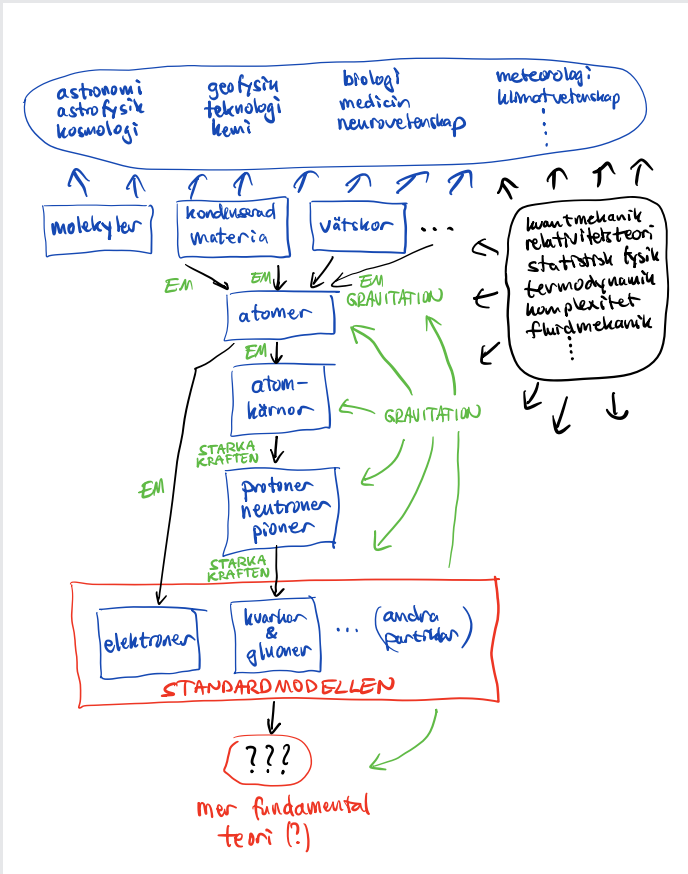 astronomi
astrofysik
kosmologi
geofysik
teknologi
kemi
biologi
medicin
neurovetenskap
meteorologi
klimatvetenskap
⋮
molekyler
kondenserad
materia
vätskor
...
kvantmekanik
relativitetsteori
statistisk fysik
termodynamik
komplexitet
fluidmekanik
⋮
EM
EM
EM
GRAVITATION
atomer
EM
atom-
kärnor
GRAVITATION
STARKA
KRAFTEN
EM
protoner
neutroner
pioner
STARKA
KRAFTEN
elektroner
kvarkar
&
gluoner
...
(andra
partiklar)
STANDARDMODELLEN
???
mer fundamental
teori (?)